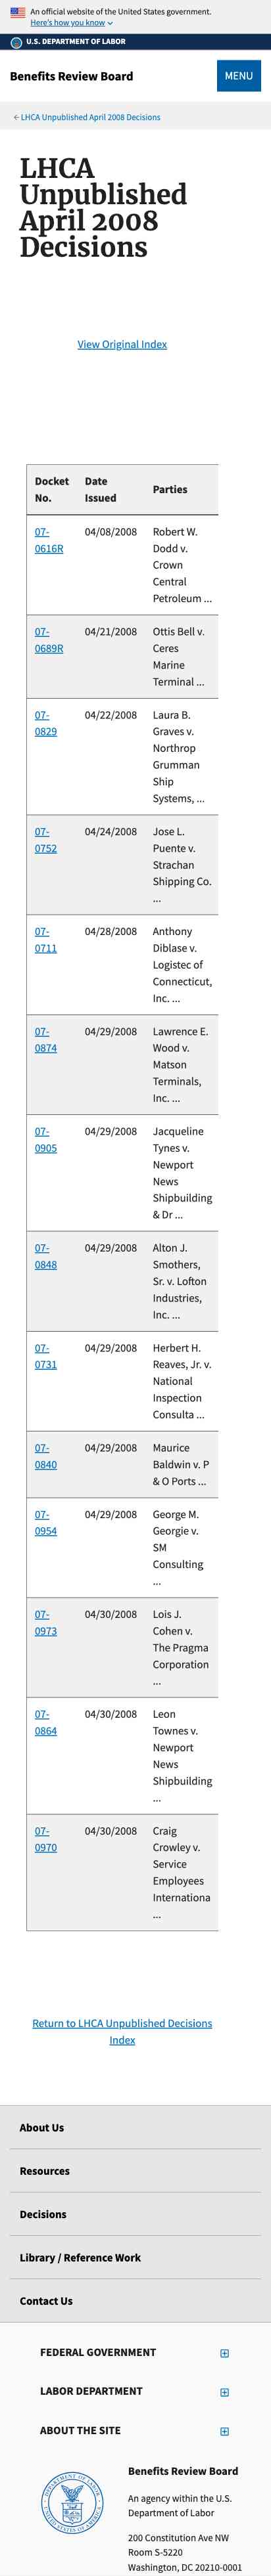 An official website of the United States government.
Here's how you know
U.S. DEPARTMENT OF LABOR
Benefits Review Board
MENU
← LHCA Unpublished April 2008 Decisions
LHCA
Unpublished
April 2008
Decisions
View Original Index
Docket No. Date Issued Parties
07-0616R 04/08/2008 Robert W. Dodd v. Crown Central Petroleum ...
07-0689R 04/21/2008 Ottis Bell v. Ceres Marine Terminal ...
07-0829 04/22/2008 Laura B. Graves v. Northrop Grumman Ship Systems, ...
07-0752 04/24/2008 Jose L. Puente v. Strachan Shipping Co. ...
07-0711 04/28/2008 Anthony Diblase v. Logistec of Connecticut, Inc. ...
07-0874 04/29/2008 Lawrence E. Wood v. Matson Terminals, Inc. ...
07-0905 04/29/2008 Jacqueline Tynes v. Newport News Shipbuilding & Dr ...
07-0848 04/29/2008 Alton J. Smothers, Sr. v. Lofton Industries, Inc. ...
07-0731 04/29/2008 Herbert H. Reaves, Jr. v. National Inspection Consulta ...
07-0840 04/29/2008 Maurice Baldwin v. P & O Ports ...
07-0954 04/29/2008 George M. Georgie v. SM Consulting ...
07-0973 04/30/2008 Lois J. Cohen v. The Pragma Corporation ...
07-0864 04/30/2008 Leon Townes v. Newport News Shipbuilding ...
07-0970 04/30/2008 Craig Crowley v. Service Employees Internationa ...
Return to LHCA Unpublished Decisions
Index
About Us
Resources
Decisions
Library / Reference Work
Contact Us
FEDERAL GOVERNMENT
LABOR DEPARTMENT
ABOUT THE SITE
Benefits Review Board
An agency within the U.S.
Department of Labor
200 Constitution Ave NW
Room S-5220
Washington, DC 20210-0001